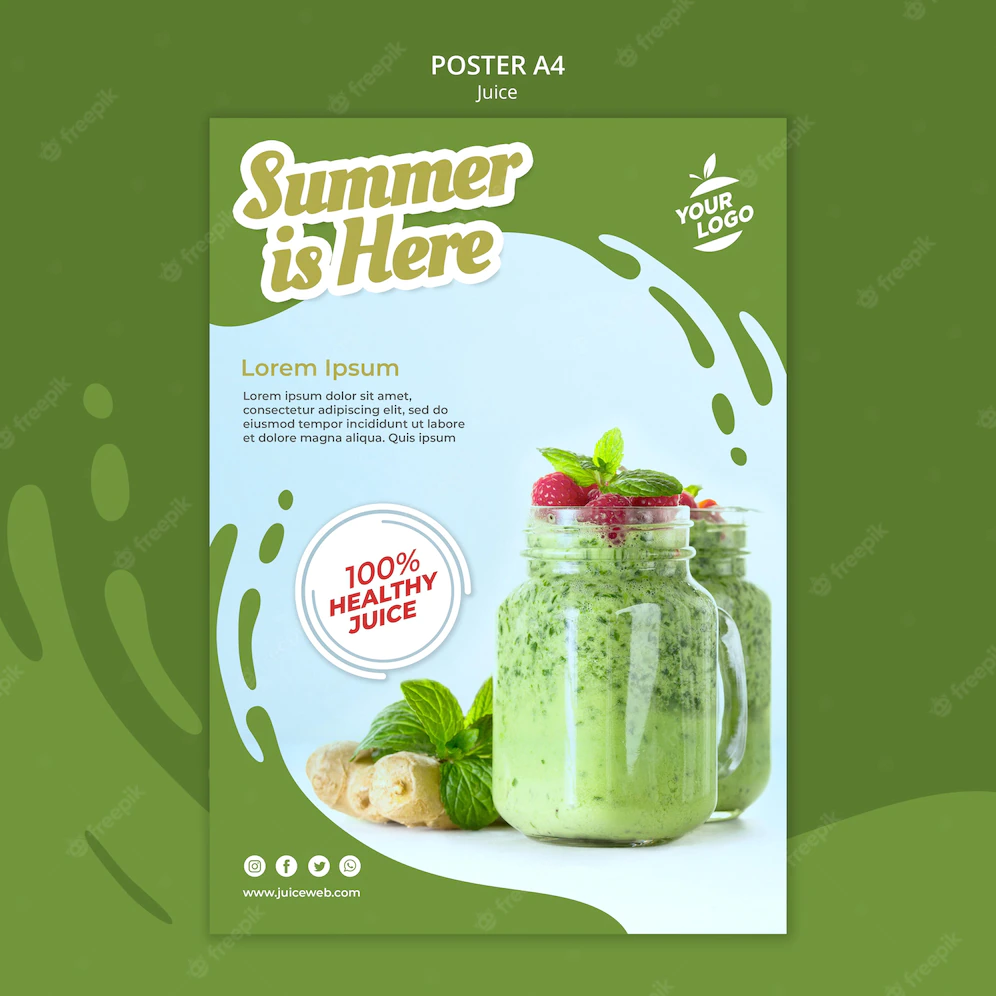 POSTER A4
Juice
Summer
is Here
YOUR
LOGO
Lorem Ipsum
Lorem ipsum dolor sit amet,
consectetur adipiscing elit, sed do
eiusmod tempor incididunt ut labore
et dolore magna aliqua. Quis ipsum
100%
HEALTHY
JUICE
www.juiceweb.com
freepik